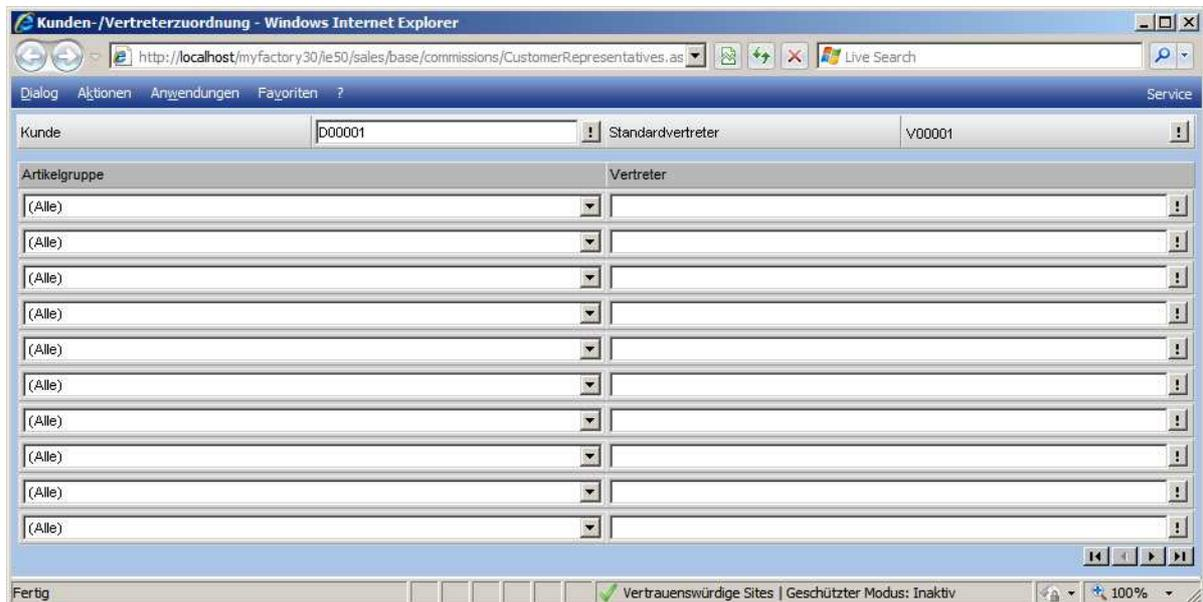 Kunden-/Vertreterzuordnung - Windows Internet Explorer
http://localhost/myfactory30/ie50/sales/base/commissions/CustomerRepresentatives.as Live Search
Dialog Aktionen Anwendungen Favoriten ? Service
Kunde D00001 ! Standardvertreter V00001 !
Artikelgruppe Vertreter
(Alle) !
(Alle) !
(Alle) !
(Alle) !
(Alle) !
(Alle) !
(Alle) !
(Alle) !
(Alle) !
(Alle) !
Fertig Vertrauenswürdige Sites | Geschützter Modus: Inaktiv 100%